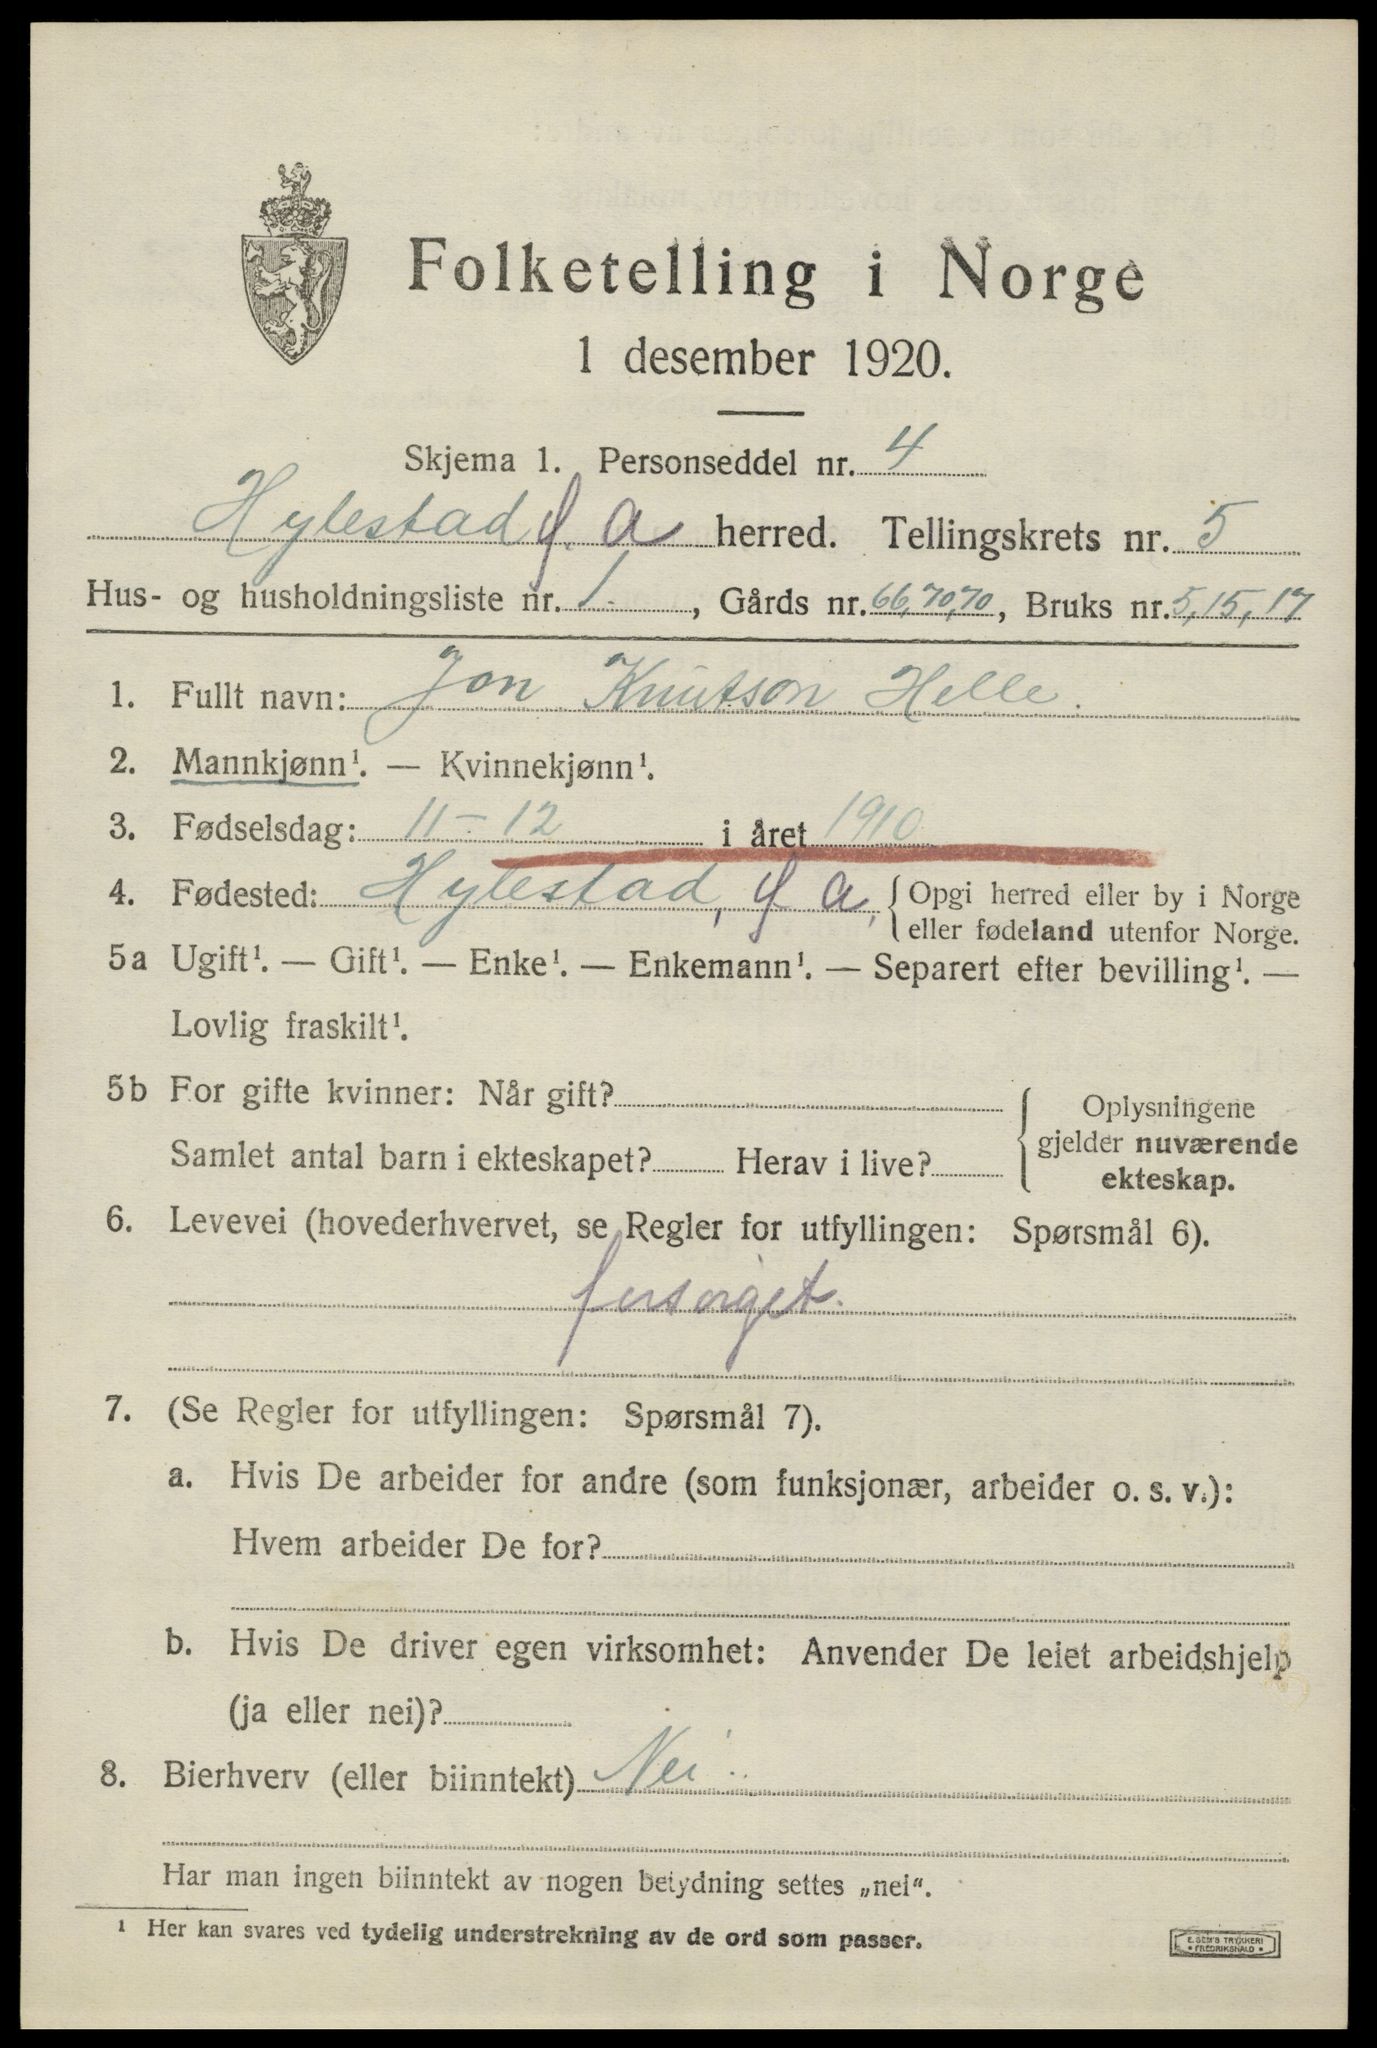 Folketelling i Norge
1 desember 1920.
Skjema 1. Personseddel nr. 4
Hylestad f. a herred. Tellingskrets nr. 5
Hus- og husholdningsliste nr. 1., Gårds nr. 66,70,70, Bruks nr. 5,15,17
1. Fullt navn: Jon Knutson Helle.
2. Mannkjønn¹. — Kvinnekjønn¹.
3. Fødselsdag: 11 - 12 i året 1910
4. Fødested: Hylestad, f a, { Opgi herred eller by i Norge
eller fødeland utenfor Norge.
5a Ugift¹. — Gift¹. — Enke¹. — Enkemann¹. — Separert efter bevilling¹. —
Lovlig fraskilt¹.
5b For gifte kvinner: Når gift?
Samlet antal barn i ekteskapet? Herav i live?
{ Oplysningene
gjelder nuværende
ekteskap.
6. Levevei (hovederhvervet, se Regler for utfyllingen: Spørsmål 6).
forsørget.
7. (Se Regler for utfyllingen: Spørsmål 7).
a. Hvis De arbeider for andre (som funksjonær, arbeider o. s. v.):
Hvem arbeider De for?
b. Hvis De driver egen virksomhet: Anvender De leiet arbeidshjelp
(ja eller nei)?
8. Bierhverv (eller biinntekt) Nei
Har man ingen biinntekt av nogen betydning settes „nei“.
¹ Her kan svares ved tydelig understrekning av de ord som passer.
E. SEM'S TRYKKERI
• FREDRIKSHALD •